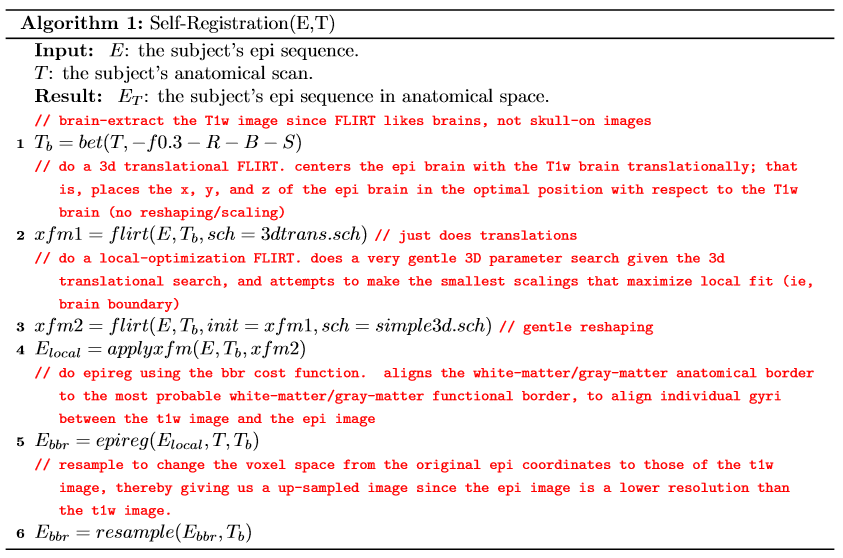 Algorithm 1: Self-Registration(E,T)
Input: E: the subject's epi sequence.
T: the subject's anatomical scan.
Result: E_T: the subject's epi sequence in anatomical space.
// brain-extract the T1w image since FLIRT likes brains, not skull-on images
1 T_b = bet(T, −f0.3 − R − B − S)
// do a 3d translational FLIRT. centers the epi brain with the T1w brain translationally; that
is, places the x, y, and z of the epi brain in the optimal position with respect to the T1w
brain (no reshaping/scaling)
2 xfm1 = flirt(E, T_b, sch = 3dtrans.sch) // just does translations
// do a local-optimization FLIRT. does a very gentle 3D parameter search given the 3d
translational search, and attempts to make the smallest scalings that maximize local fit (ie,
brain boundary)
3 xfm2 = flirt(E, T_b, init = xfm1, sch = simple3d.sch) // gentle reshaping
4 E_local = applyxfm(E, T_b, xfm2)
// do epireg using the bbr cost function. aligns the white-matter/gray-matter anatomical border
to the most probable white-matter/gray-matter functional border, to align individual gyri
between the t1w image and the epi image
5 E_bbr = epireg(E_local, T, T_b)
// resample to change the voxel space from the original epi coordinates to those of the t1w
image, thereby giving us a up-sampled image since the epi image is a lower resolution than
the t1w image.
6 E_bbr = resample(E_bbr, T_b)